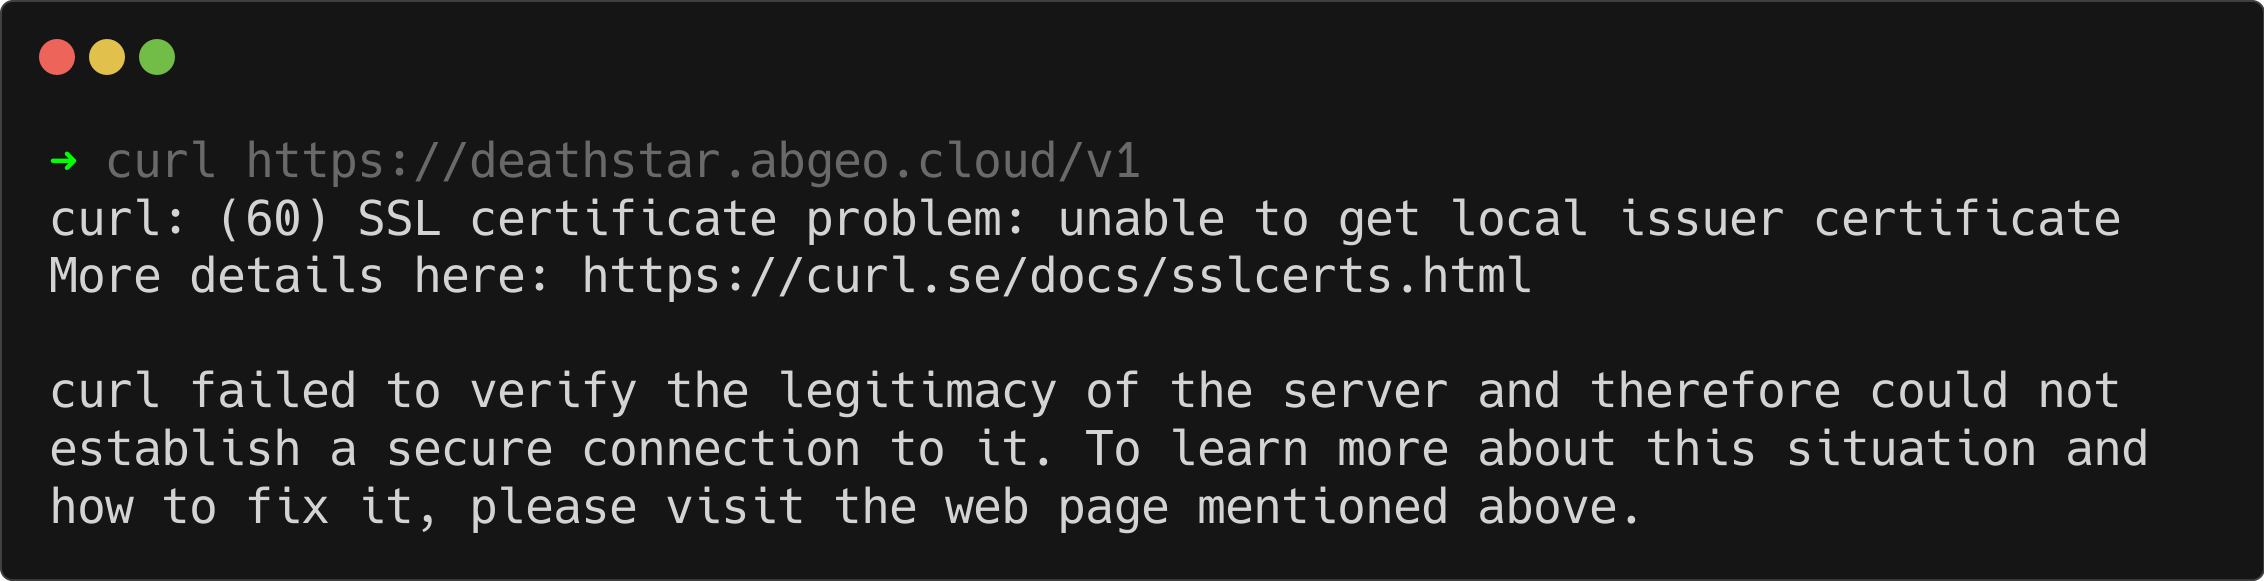 ➜ curl https://deathstar.abgeo.cloud/v1
curl: (60) SSL certificate problem: unable to get local issuer certificate
More details here: https://curl.se/docs/sslcerts.html

curl failed to verify the legitimacy of the server and therefore could not
establish a secure connection to it. To learn more about this situation and
how to fix it, please visit the web page mentioned above.